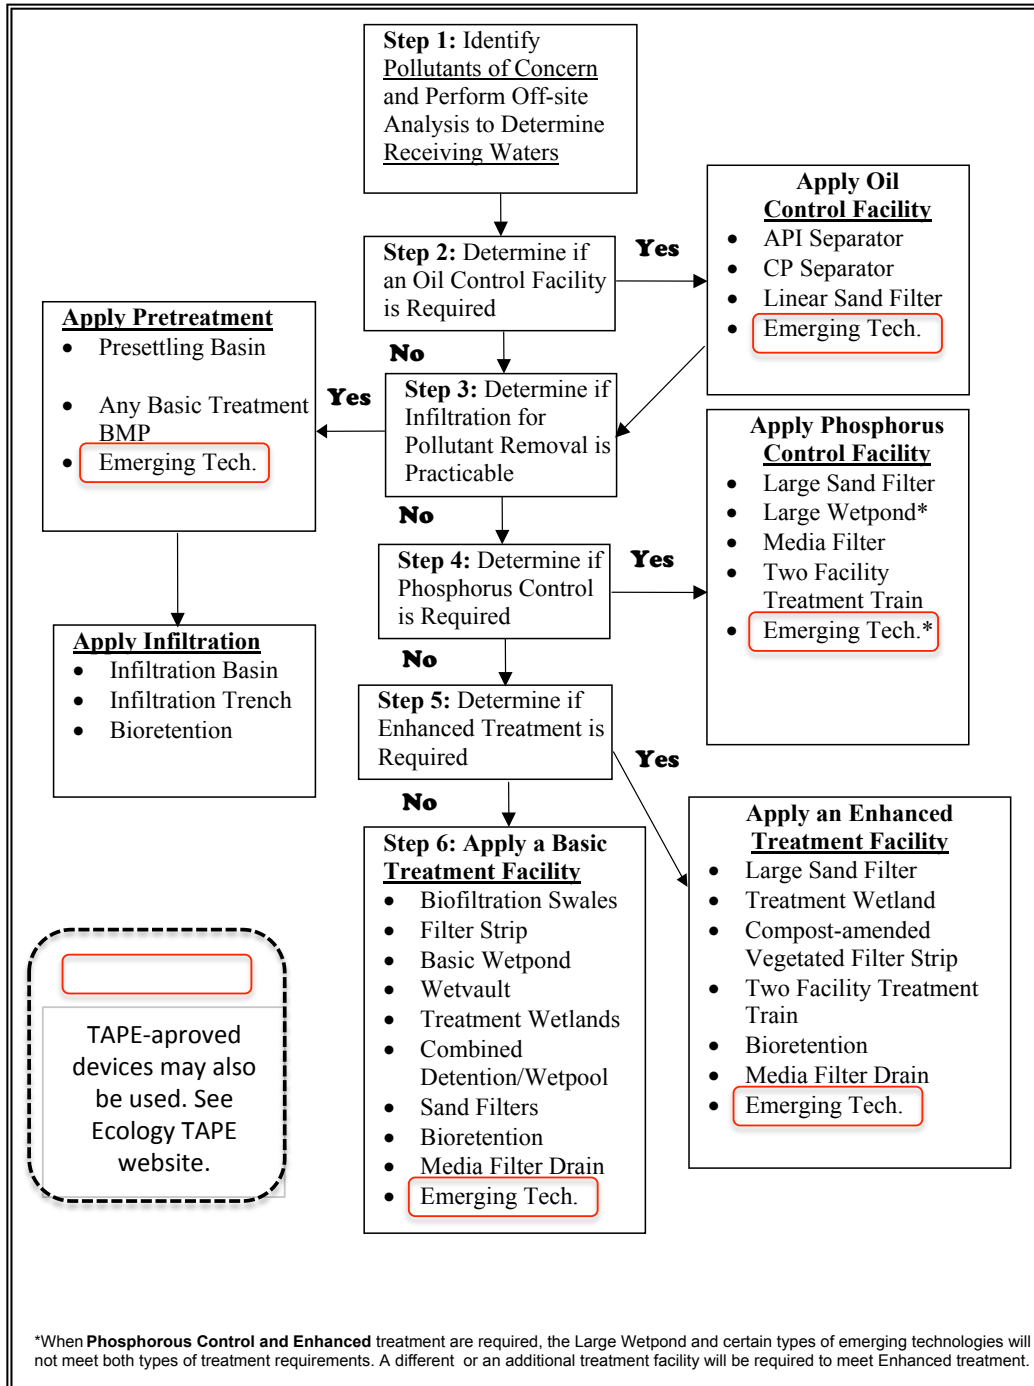 Step 1: Identify
Pollutants of Concern
and Perform Off-site
Analysis to Determine
Receiving Waters
Step 2: Determine if
an Oil Control Facility
is Required
Yes
Apply Oil
Control Facility
• API Separator
• CP Separator
• Linear Sand Filter
• Emerging Tech.
No
Step 3: Determine if
Infiltration for
Pollutant Removal is
Practicable
Yes
Apply Pretreatment
• Presettling Basin
• Any Basic Treatment
BMP
• Emerging Tech.
Apply Infiltration
• Infiltration Basin
• Infiltration Trench
• Bioretention
No
Step 4: Determine if
Phosphorus Control
is Required
Yes
Apply Phosphorus
Control Facility
• Large Sand Filter
• Large Wetpond*
• Media Filter
• Two Facility
Treatment Train
• Emerging Tech.*
No
Step 5: Determine if
Enhanced Treatment is
Required
Yes
Apply an Enhanced
Treatment Facility
• Large Sand Filter
• Treatment Wetland
• Compost-amended
Vegetated Filter Strip
• Two Facility Treatment
Train
• Bioretention
• Media Filter Drain
• Emerging Tech.
No
Step 6: Apply a Basic
Treatment Facility
• Biofiltration Swales
• Filter Strip
• Basic Wetpond
• Wetvault
• Treatment Wetlands
• Combined
Detention/Wetpool
• Sand Filters
• Bioretention
• Media Filter Drain
• Emerging Tech.
TAPE-aproved
devices may also
be used. See
Ecology TAPE
website.
*When Phosphorous Control and Enhanced treatment are required, the Large Wetpond and certain types of emerging technologies will
not meet both types of treatment requirements. A different or an additional treatment facility will be required to meet Enhanced treatment.